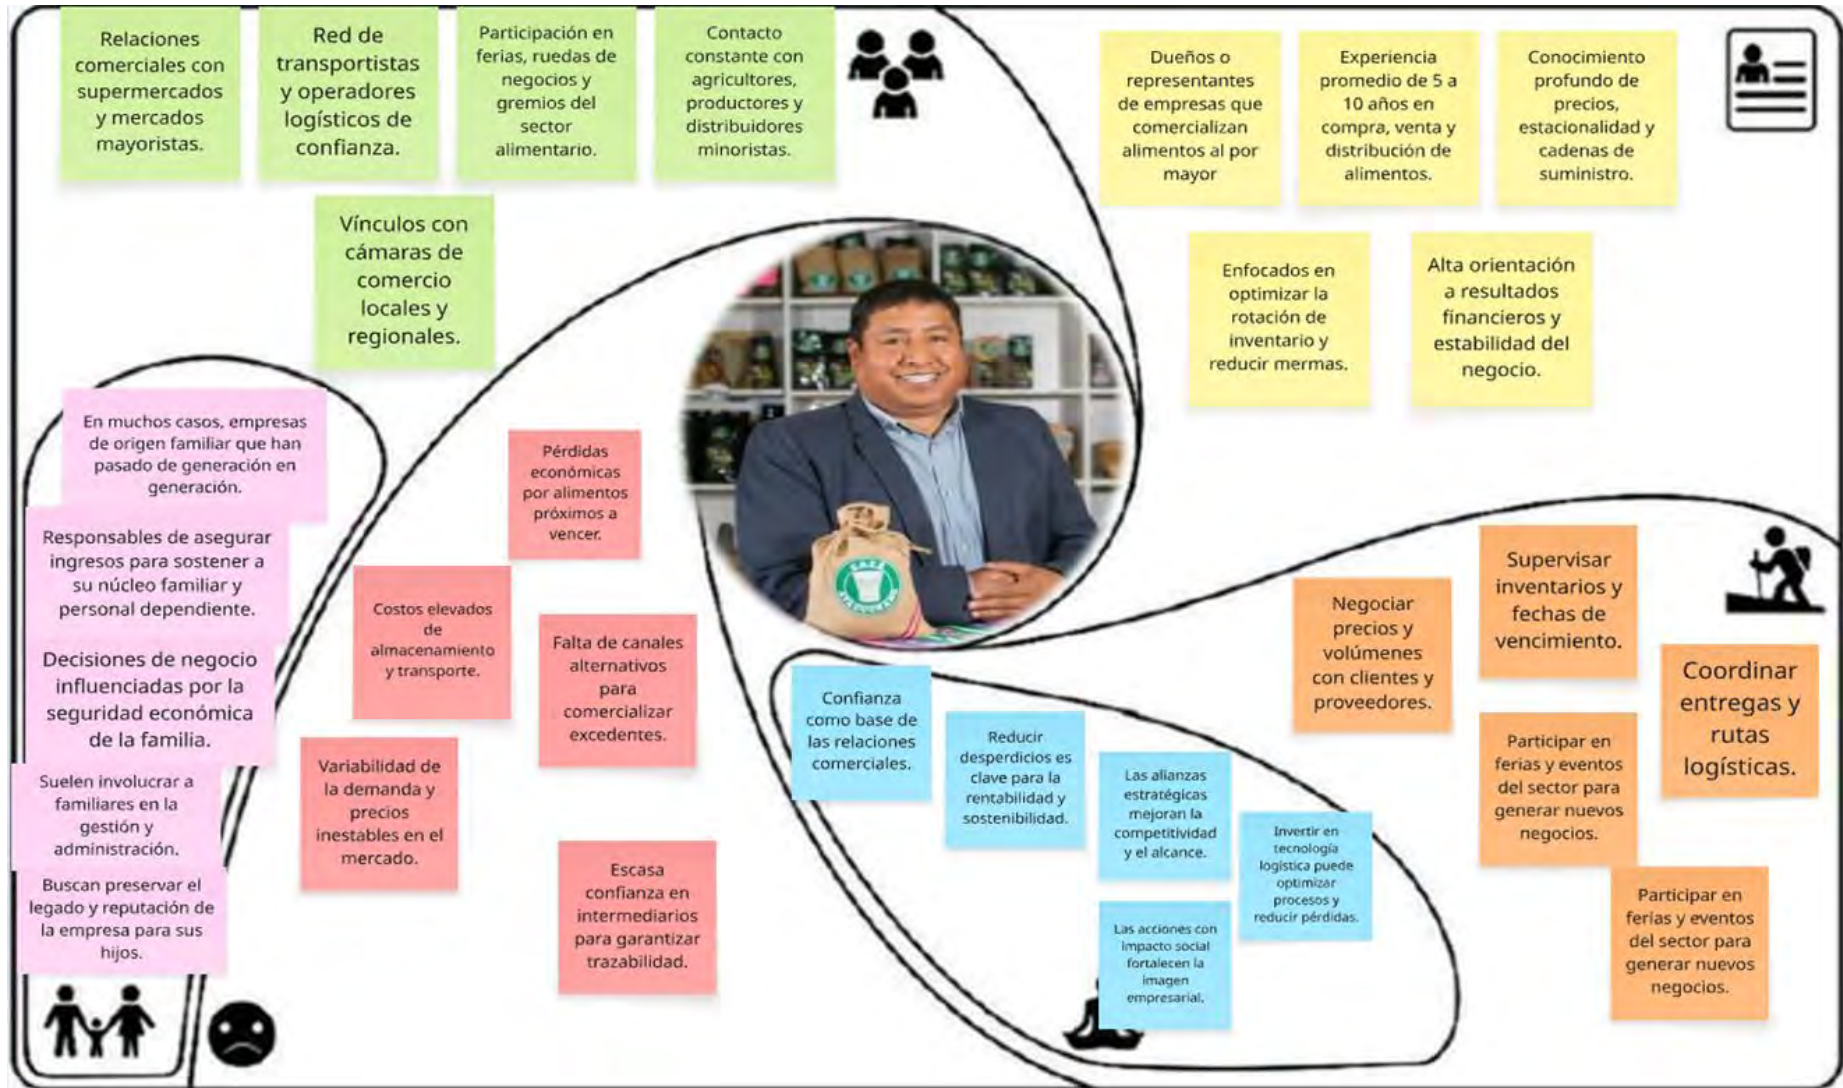 Relaciones
comerciales con
supermercados
y mercados
mayoristas.
Red de
transportistas
y operadores
logísticos de
confianza.
Participación en
ferias, ruedas de
negocios y
gremios del
sector
alimentario.
Contacto
constante con
agricultores,
productores y
distribuidores
minoristas.
Vínculos con
cámaras de
comercio
locales y
regionales.
Dueños o
representantes
de empresas que
comercializan
alimentos al por
mayor
Experiencia
promedio de 5 a
10 años en
compra, venta y
distribución de
alimentos.
Conocimiento
profundo de
precios,
estacionalidad y
cadenas de
suministro.
Enfocados en
optimizar la
rotación de
inventario y
reducir mermas.
Alta orientación
a resultados
financieros y
estabilidad del
negocio.
En muchos casos, empresas
de origen familiar que han
pasado de generación en
generación.
Responsables de asegurar
ingresos para sostener a
su núcleo familiar y
personal dependiente.
Decisiones de negocio
influenciadas por la
seguridad económica
de la familia.
Suelen involucrar a
familiares en la
gestión y
administración.
Buscan preservar el
legado y reputación de
la empresa para sus
hijos.
Pérdidas
económicas
por alimentos
próximos a
vencer.
Costos elevados
de
almacenamiento
y transporte.
Falta de canales
alternativos
para
comercializar
excedentes.
Variabilidad de
la demanda y
precios
inestables en el
mercado.
Escasa
confianza en
intermediarios
para garantizar
trazabilidad.
CAFÉ
Confianza
como base de
las relaciones
comerciales.
Reducir
desperdicios es
clave para la
rentabilidad y
sostenibilidad.
Las alianzas
estratégicas
mejoran la
competitividad
y el alcance.
Invertir en
tecnología
logística puede
optimizar
procesos y
reducir pérdidas.
Las acciones con
impacto social
fortalecen la
imagen
empresarial.
Negociar
precios y
volúmenes
con clientes y
proveedores.
Supervisar
inventarios y
fechas de
vencimiento.
Coordinar
entregas y
rutas
logísticas.
Participar en
ferias y eventos
del sector para
generar nuevos
negocios.
Participar en
ferias y eventos
del sector para
generar nuevos
negocios.